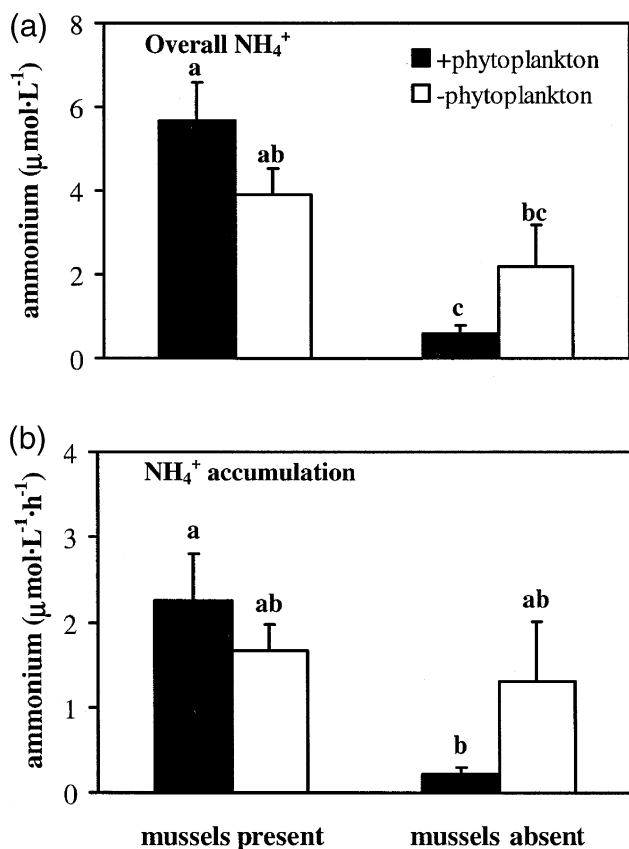 (a)
Overall NH₄⁺
+phytoplankton
-phytoplankton
ammonium (μmol·L⁻¹)
8
6
4
2
0
a
ab
c
bc
(b)
NH₄⁺ accumulation
ammonium (μmol·L⁻¹·h⁻¹)
4
3
2
1
0
a
ab
b
ab
mussels present mussels absent